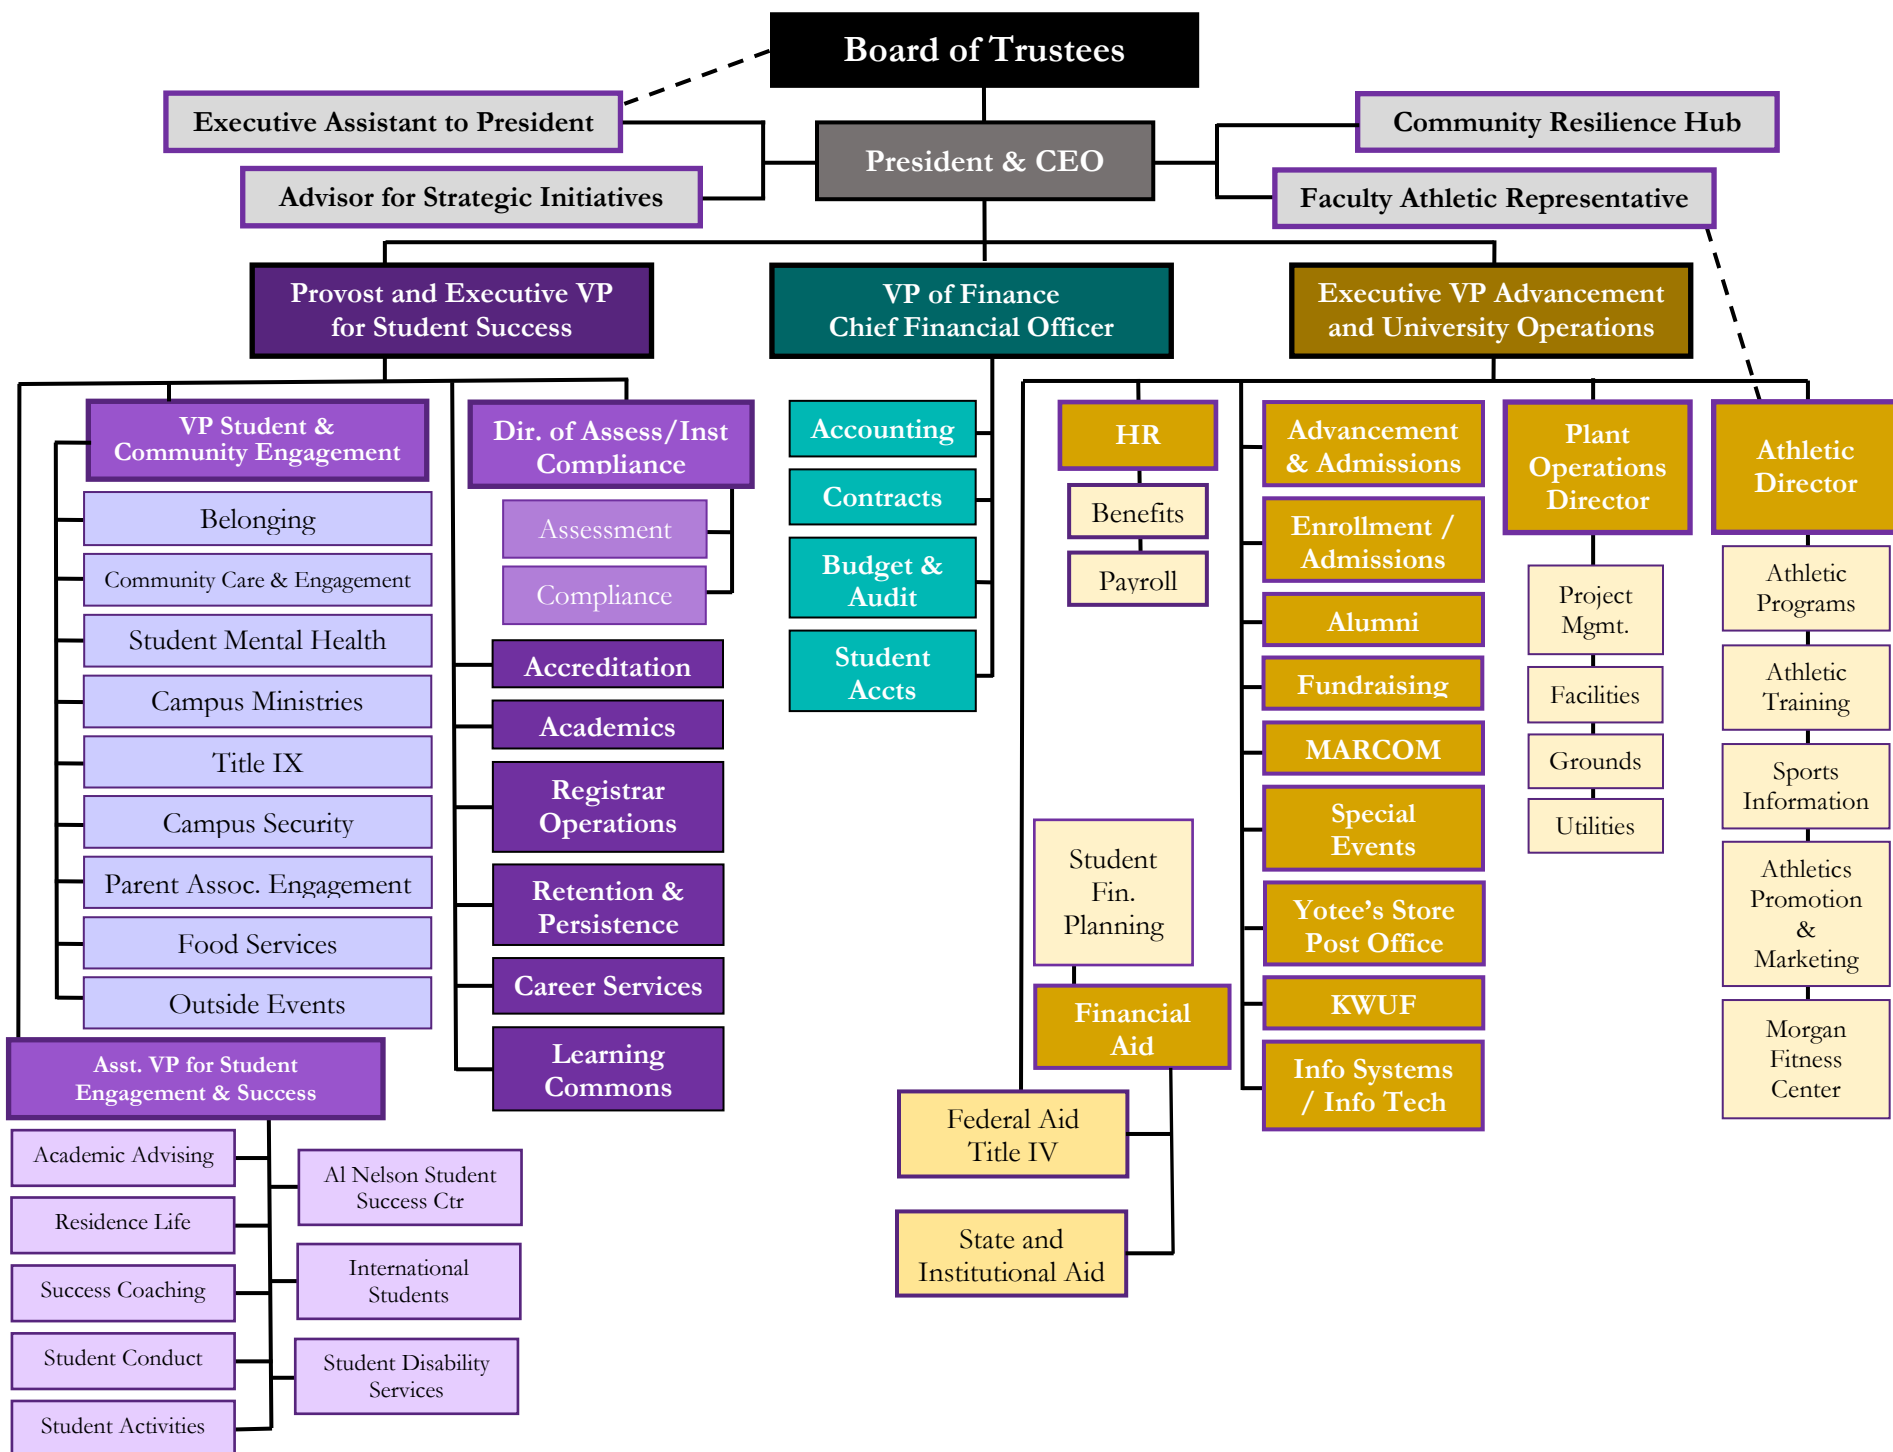 Board of Trustees
Executive Assistant to President
Community Resilience Hub
President & CEO
Advisor for Strategic Initiatives
Faculty Athletic Representative
Provost and Executive VP
for Student Success
VP of Finance
Chief Financial Officer
Executive VP Advancement
and University Operations
VP Student &
Community Engagement
Belonging
Community Care & Engagement
Student Mental Health
Campus Ministries
Title IX
Campus Security
Parent Assoc. Engagement
Food Services
Outside Events
Asst. VP for Student
Engagement & Success
Academic Advising
Residence Life
Success Coaching
Student Conduct
Student Activities
Al Nelson Student
Success Ctr
International
Students
Student Disability
Services
Dir. of Assess/Inst
Compliance
Assessment
Compliance
Accreditation
Academics
Registrar
Operations
Retention &
Persistence
Career Services
Learning
Commons
Accounting
Contracts
Budget &
Audit
Student
Accts
HR
Benefits
Payroll
Student
Fin.
Planning
Financial
Aid
Federal Aid
Title IV
State and
Institutional Aid
Advancement
& Admissions
Enrollment /
Admissions
Alumni
Fundraising
MARCOM
Special
Events
Yotee's Store
Post Office
KWUF
Info Systems
/ Info Tech
Plant
Operations
Director
Project
Mgmt.
Facilities
Grounds
Utilities
Athletic
Director
Athletic
Programs
Athletic
Training
Sports
Information
Athletics
Promotion
&
Marketing
Morgan
Fitness
Center